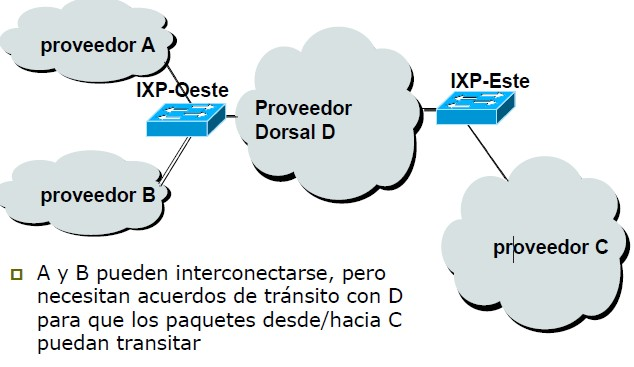 proveedor A
IXP-Oeste
IXP-Este
Proveedor
Dorsal D
proveedor B
proveedor C
A y B pueden interconectarse, pero
necesitan acuerdos de tránsito con D
para que los paquetes desde/hacia C
puedan transitar